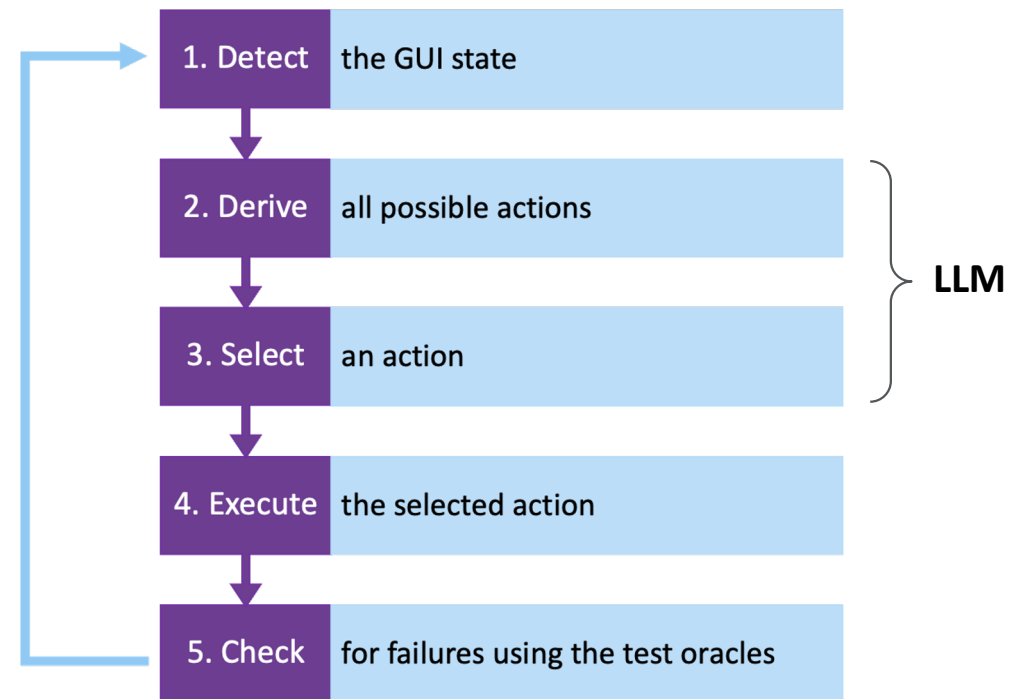 1. Detect the GUI state
2. Derive all possible actions
LLM
3. Select an action
4. Execute the selected action
5. Check for failures using the test oracles